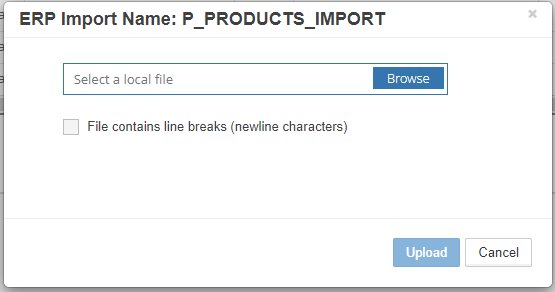 ERP Import Name: P_PRODUCTS_IMPORT
Select a local file
Browse
File contains line breaks (newline characters)
Upload
Cancel